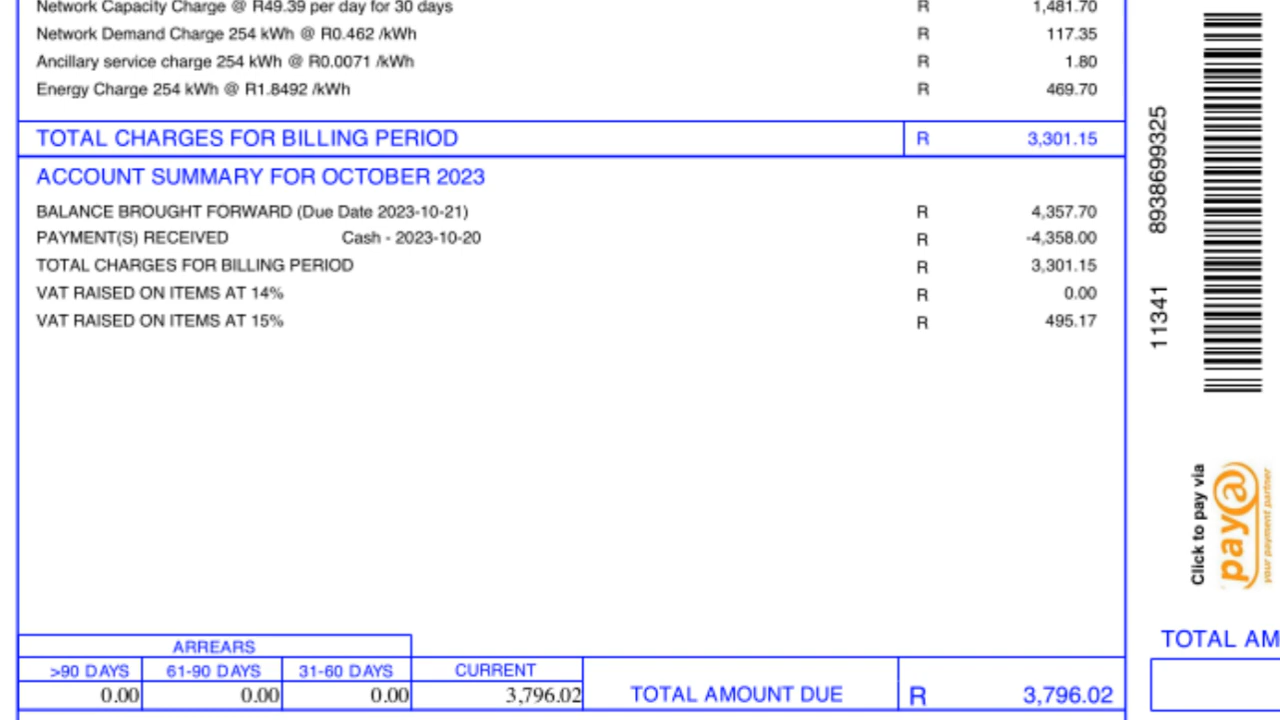 Network Capacity Charge @ R49.39 per day for 30 days R 1,481.70
Network Demand Charge 254 kWh @ R0.462 /kWh R 117.35
Ancillary service charge 254 kWh @ R0.0071 /kWh R 1.80
Energy Charge 254 kWh @ R1.8492 /kWh R 469.70
TOTAL CHARGES FOR BILLING PERIOD R 3,301.15
ACCOUNT SUMMARY FOR OCTOBER 2023
BALANCE BROUGHT FORWARD (Due Date 2023-10-21) R 4,357.70
PAYMENT(S) RECEIVED Cash - 2023-10-20 R -4,358.00
TOTAL CHARGES FOR BILLING PERIOD R 3,301.15
VAT RAISED ON ITEMS AT 14% R 0.00
VAT RAISED ON ITEMS AT 15% R 495.17
ARREARS
>90 DAYS 61-90 DAYS 31-60 DAYS CURRENT
0.00 0.00 0.00 3,796.02 TOTAL AMOUNT DUE R 3,796.02
11341 8938699325
Click to pay via
pay@
your payment partner
TOTAL AM